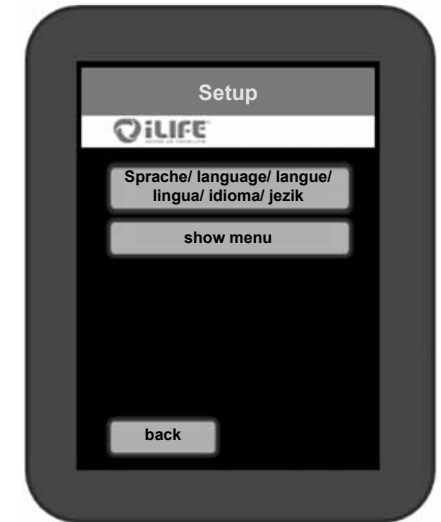 Setup
iLIFE
Sprache/ language/ langue/
lingua/ idioma/ jezik
show menu
back